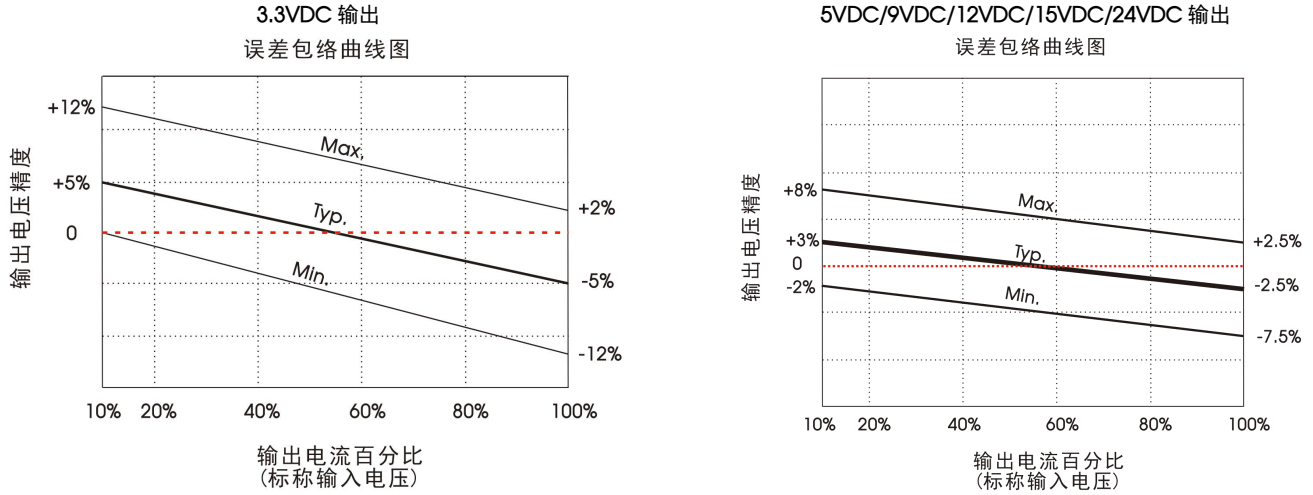 3.3VDC 输出
误差包络曲线图
+12%
+5%
0
输出电压精度
Max.
Typ.
Min.
+2%
-5%
-12%
10% 20% 40% 60% 80% 100%
输出电流百分比
(标称输入电压)
5VDC/9VDC/12VDC/15VDC/24VDC 输出
误差包络曲线图
+8%
+3%
0
-2%
输出电压精度
Max.
Typ.
Min.
+2.5%
-2.5%
-7.5%
10% 20% 40% 60% 80% 100%
输出电流百分比
(标称输入电压)